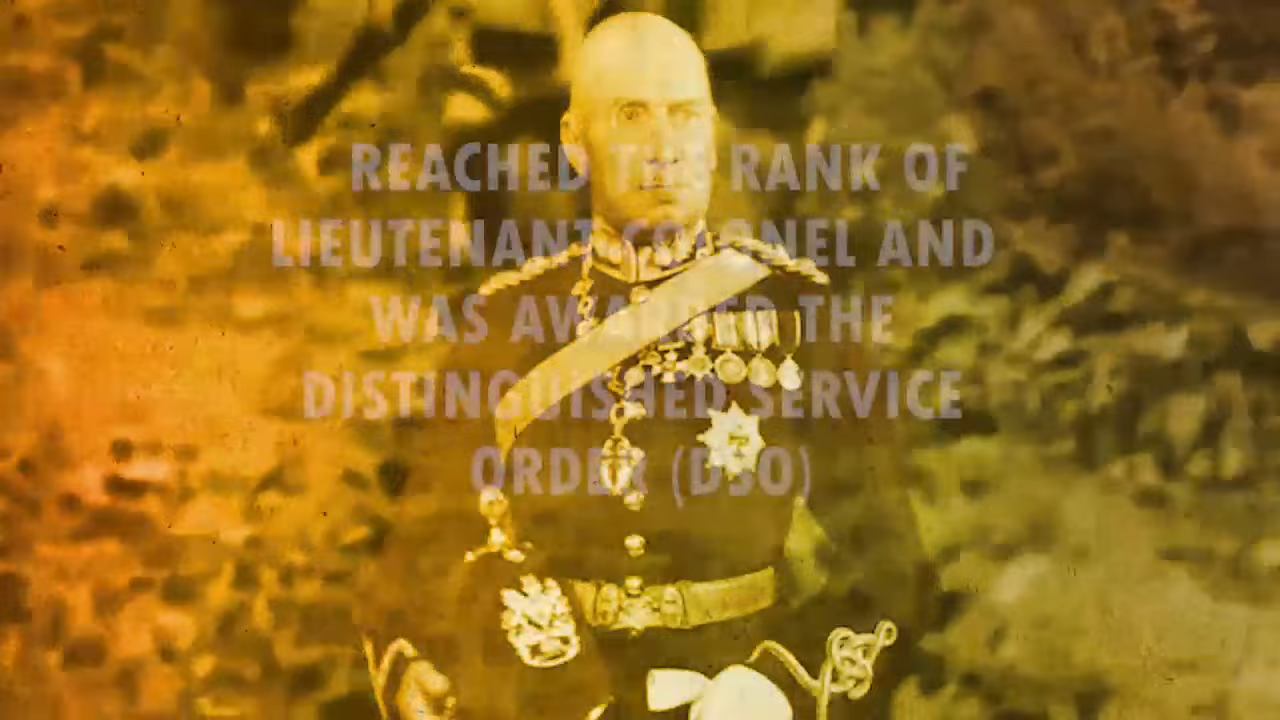 REACHED THE RANK OF
LIEUTENANT COLONEL AND
WAS AWARDED THE
DISTINGUISHED SERVICE
ORDER (DSO)